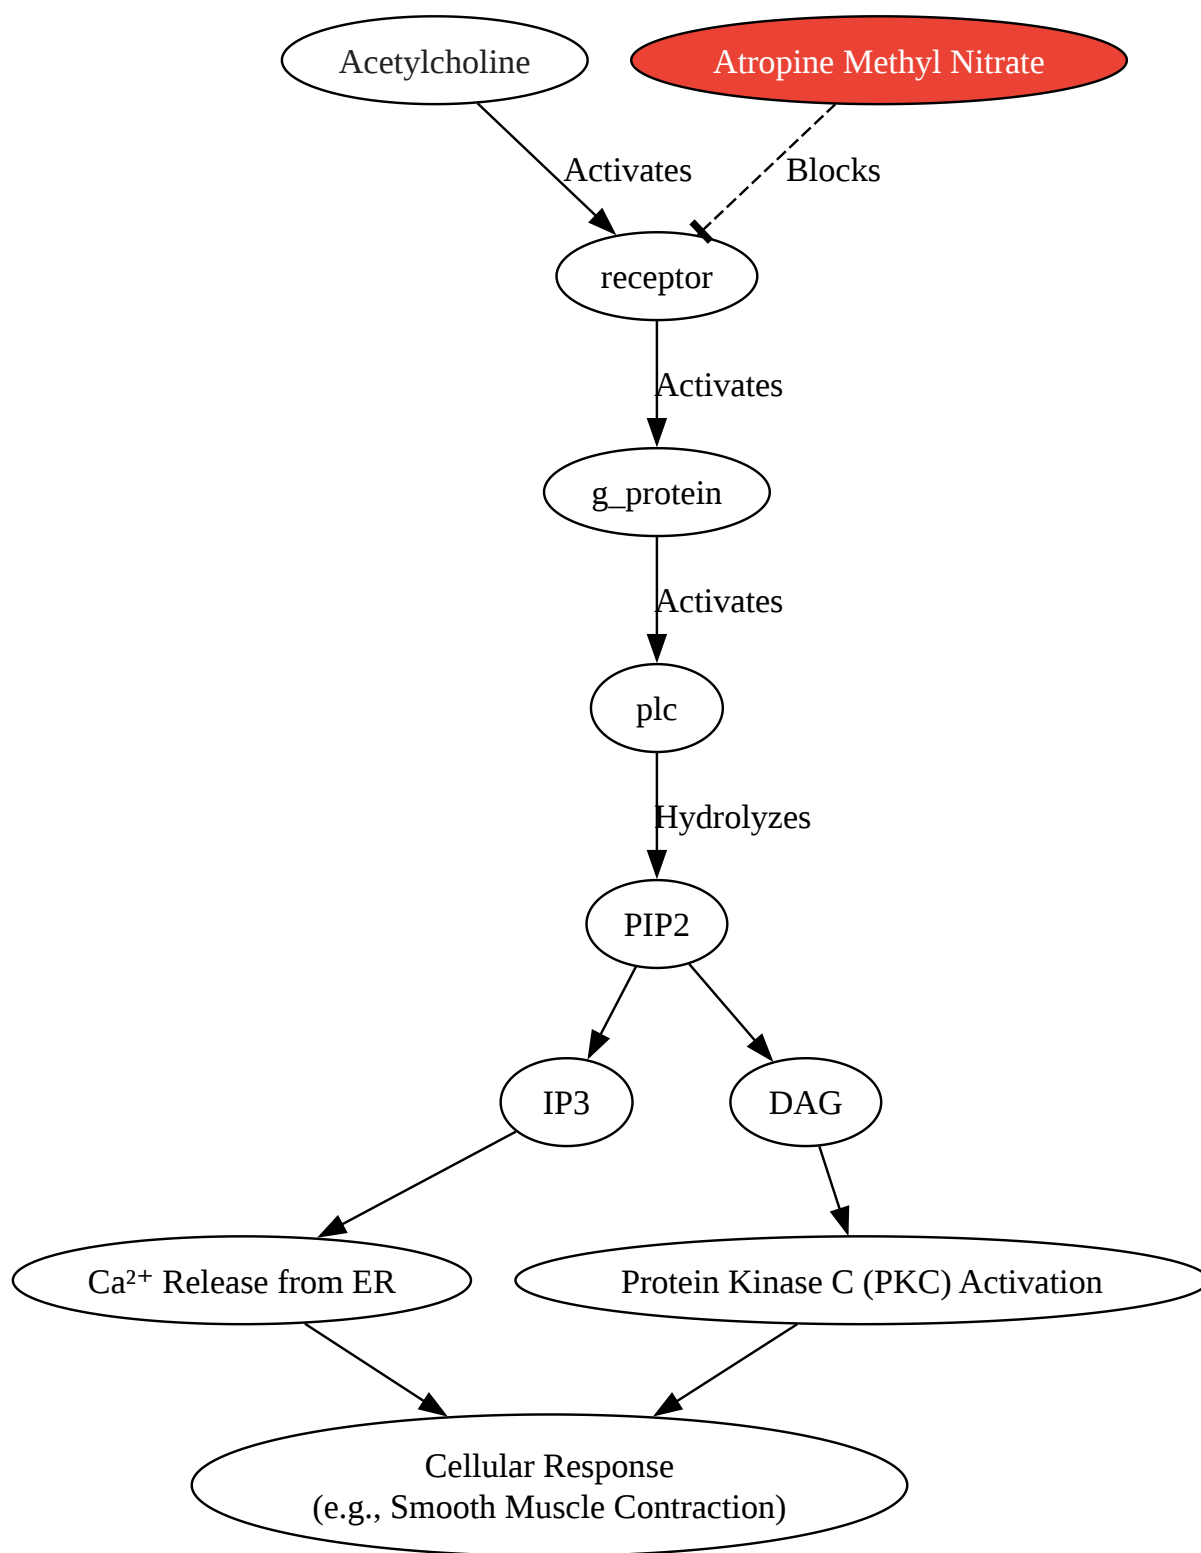 Acetylcholine
Atropine Methyl Nitrate
Activates
Blocks
receptor
Activates
g_protein
Activates
plc
Hydrolyzes
PIP2
IP3
DAG
Ca²⁺ Release from ER
Protein Kinase C (PKC) Activation
Cellular Response
(e.g., Smooth Muscle Contraction)